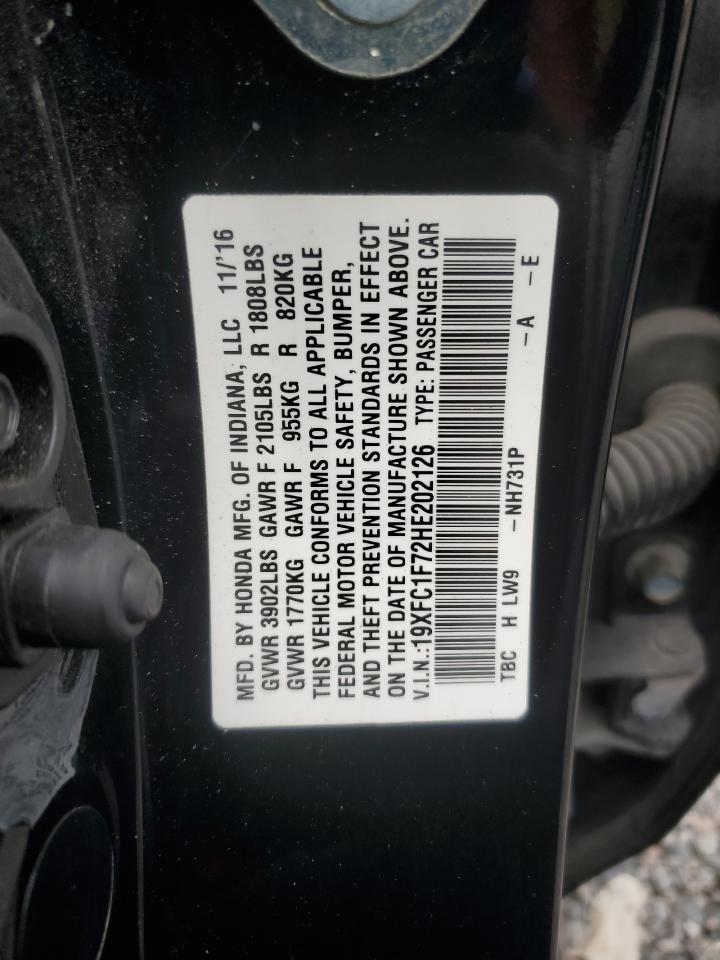 MFD. BY HONDA MFG. OF INDIANA, LLC 11/'16
GVWR 3902LBS GAWR F 2105LBS R 1808LBS
GVWR 1770KG GAWR F 955KG R 820KG
THIS VEHICLE CONFORMS TO ALL APPLICABLE
FEDERAL MOTOR VEHICLE SAFETY, BUMPER,
AND THEFT PREVENTION STANDARDS IN EFFECT
ON THE DATE OF MANUFACTURE SHOWN ABOVE.
V.I.N.:19XFC1F72HE202126 TYPE: PASSENGER CAR
TBC H LW9 -NH731P -A -E